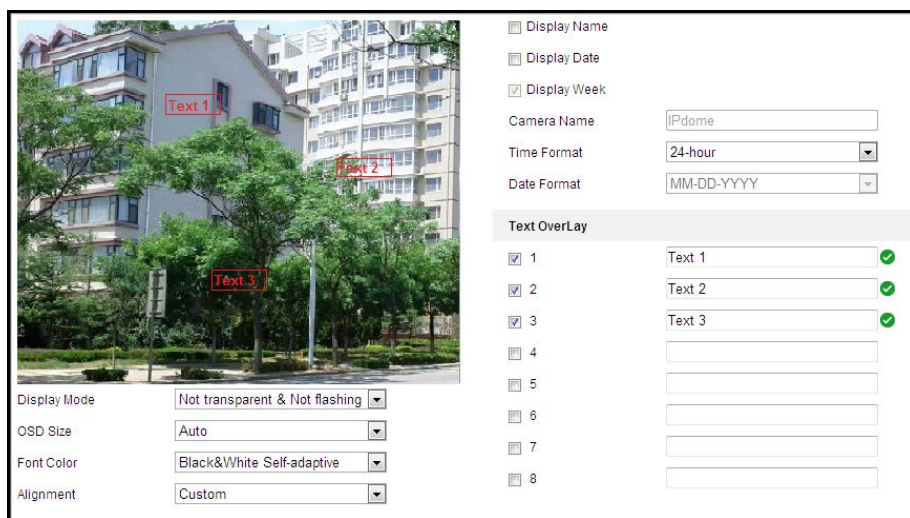 Text 1
Text 2
Text 3
Display Mode Not transparent & Not flashing
OSD Size Auto
Font Color Black&White Self-adaptive
Alignment Custom
Display Name
Display Date
Display Week
Camera Name IPdome
Time Format 24-hour
Date Format MM-DD-YYYY
Text OverLay
1 Text 1
2 Text 2
3 Text 3
4
5
6
7
8